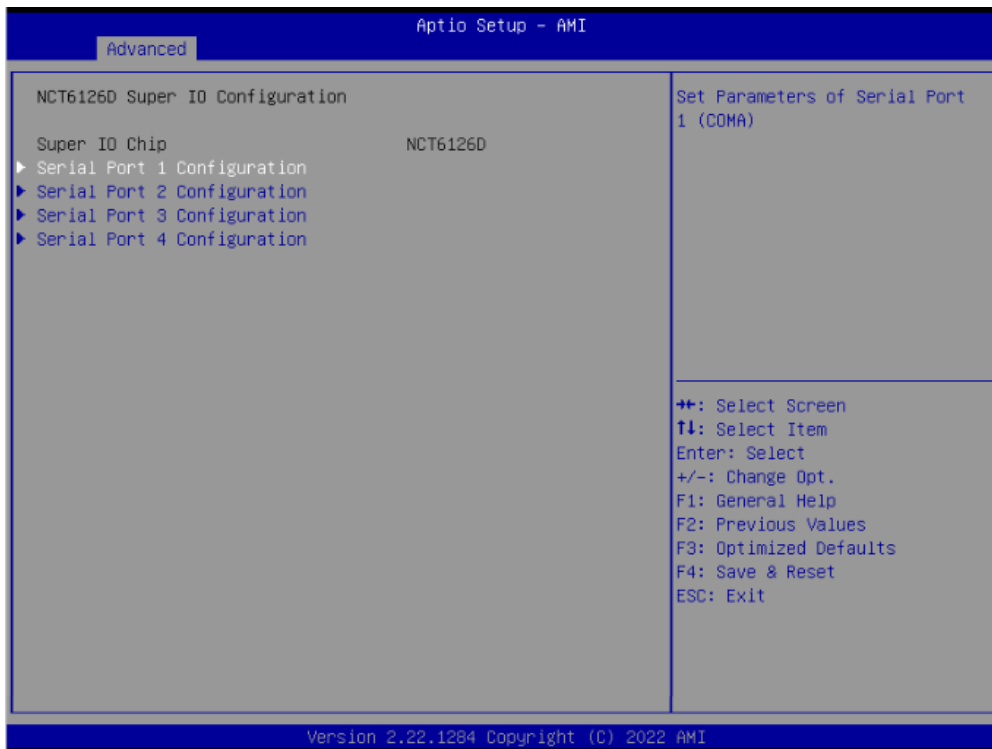 Aptio Setup – AMI
Advanced
NCT6126D Super IO Configuration
Super IO Chip NCT6126D
Serial Port 1 Configuration
Serial Port 2 Configuration
Serial Port 3 Configuration
Serial Port 4 Configuration
Set Parameters of Serial Port
1 (COMA)
→←: Select Screen
↑↓: Select Item
Enter: Select
+/-: Change Opt.
F1: General Help
F2: Previous Values
F3: Optimized Defaults
F4: Save & Reset
ESC: Exit
Version 2.22.1284 Copyright (C) 2022 AMI